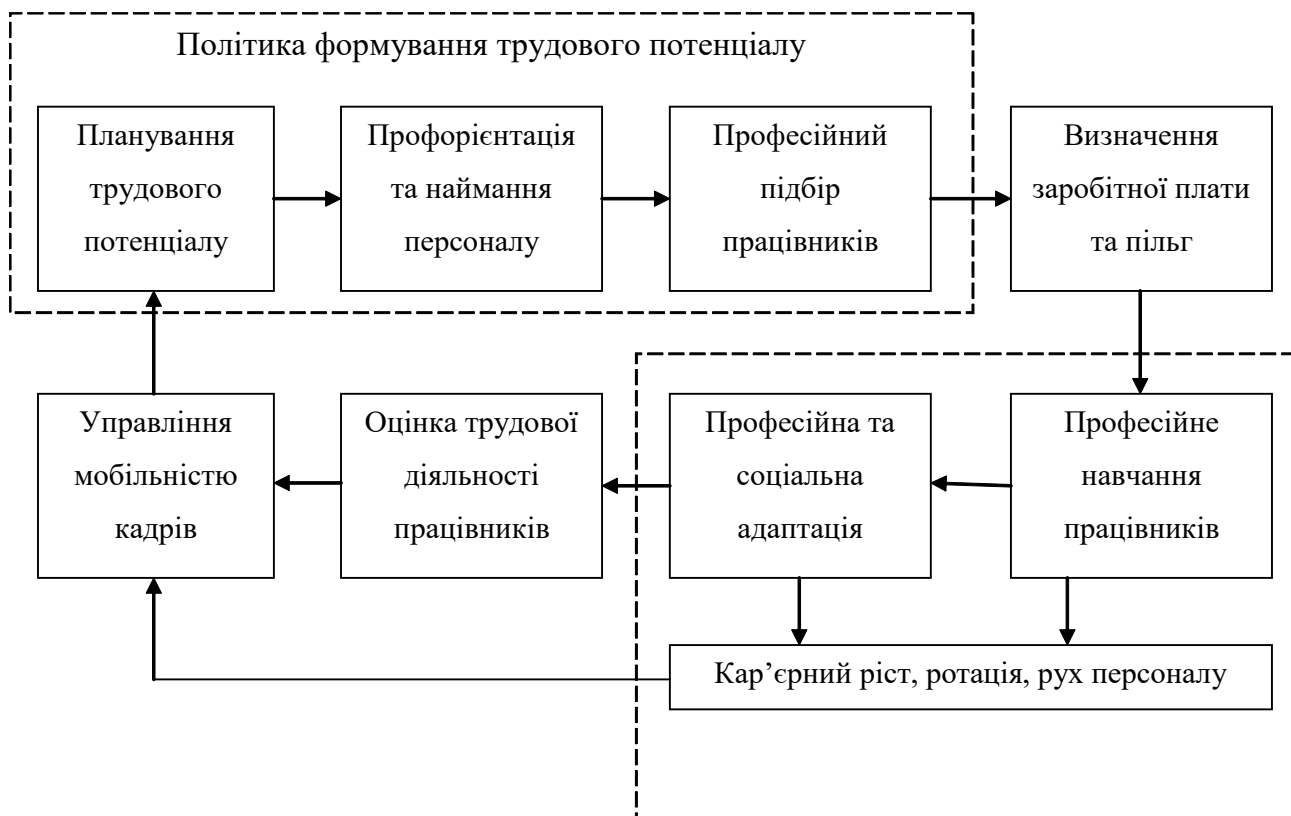 Політика формування трудового потенціалу
Планування
трудового
потенціалу
Профорієнтація
та наймання
персоналу
Професійний
підбір
працівників
Визначення
заробітної плати
та пільг
Управління
мобільністю
кадрів
Оцінка трудової
діяльності
працівників
Професійна та
соціальна
адаптація
Професійне
навчання
працівників
Кар’єрний ріст, ротація, рух персоналу